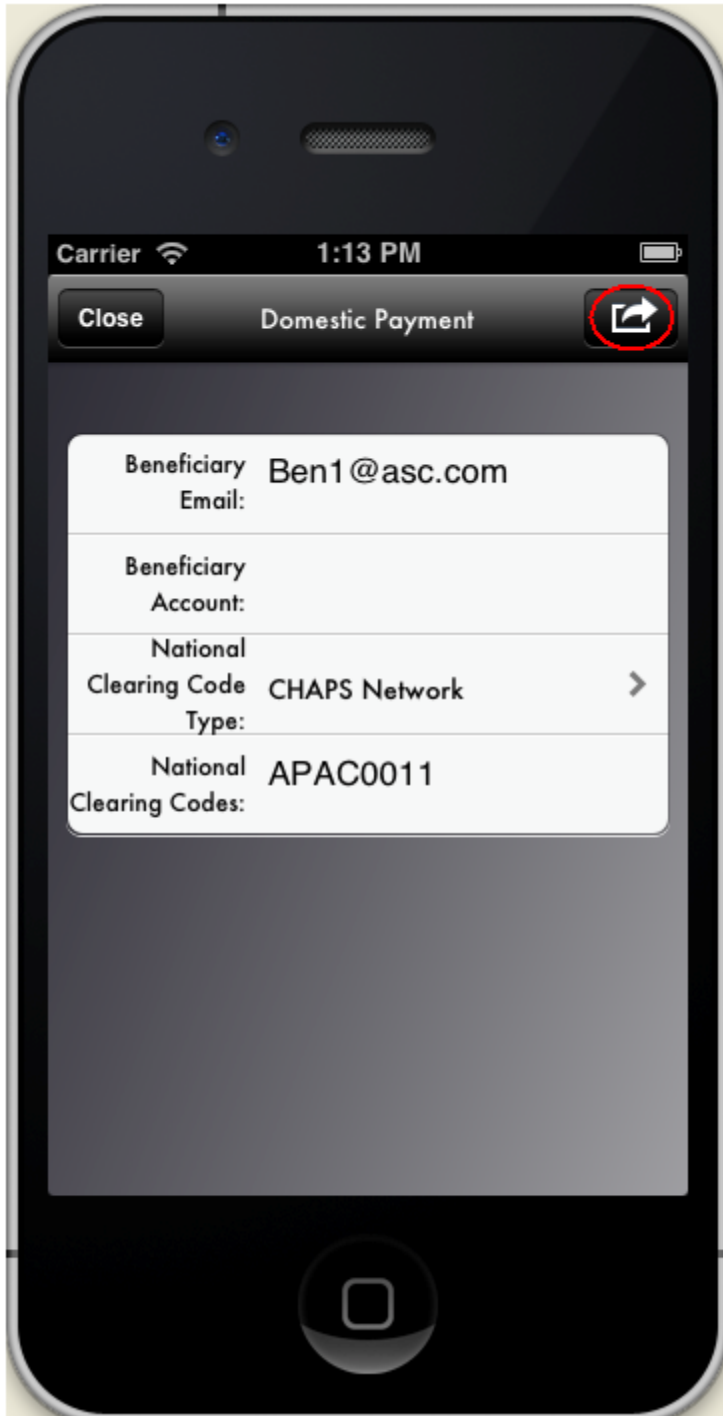 Carrier 1:13 PM
Close Domestic Payment
Beneficiary
Email: Ben1@asc.com
Beneficiary
Account:
National
Clearing Code
Type: CHAPS Network
National
Clearing Codes: APAC0011